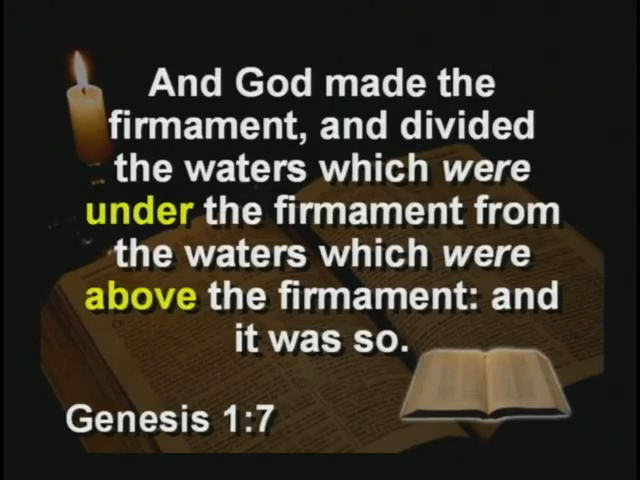 And God made the
firmament, and divided
the waters which were
under the firmament from
the waters which were
above the firmament: and
it was so.
Genesis 1:7